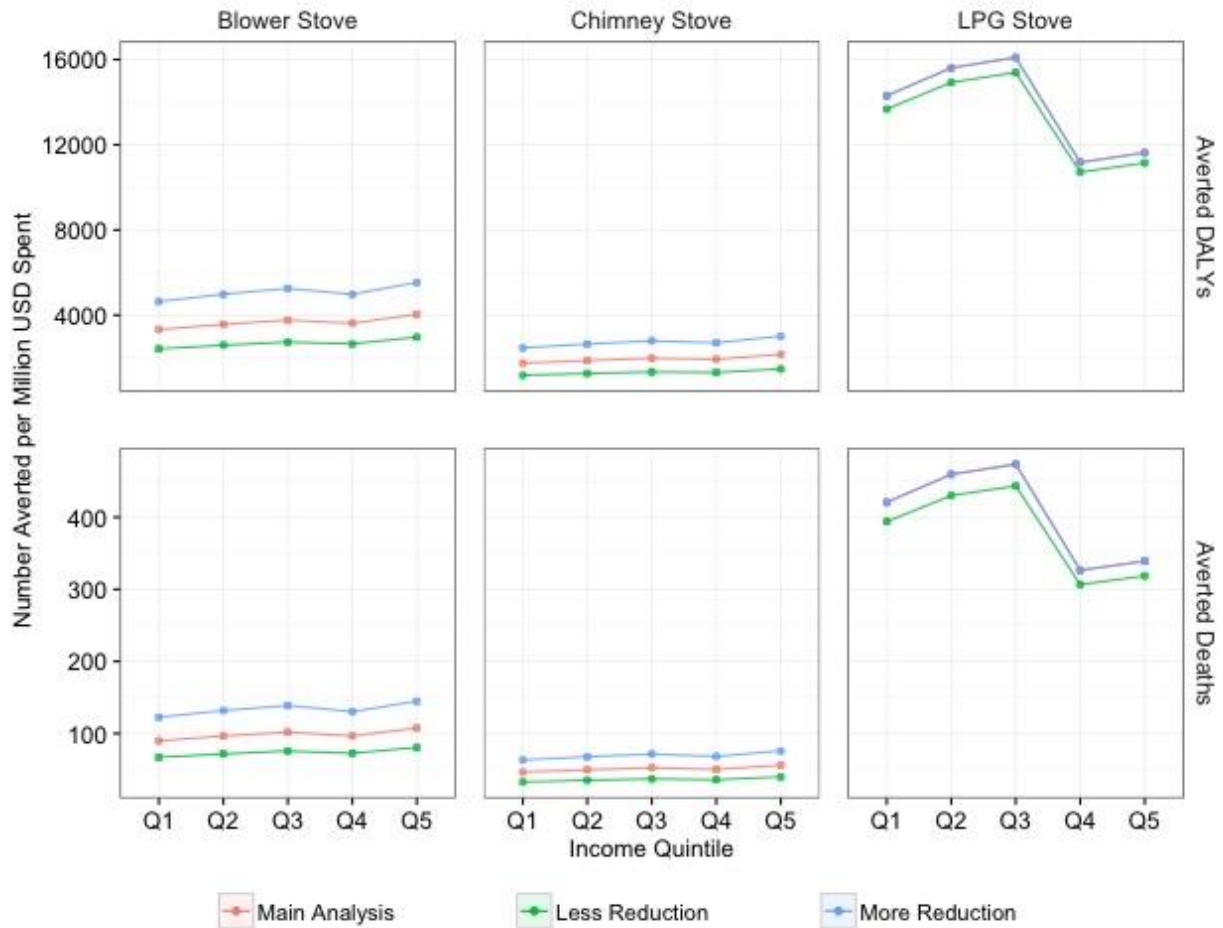 Blower Stove
Chimney Stove
LPG Stove
16000
12000
8000
4000
Averted DALYs
Number Averted per Million USD Spent
400
300
200
100
Averted Deaths
Q1 Q2 Q3 Q4 Q5
Q1 Q2 Q3 Q4 Q5
Q1 Q2 Q3 Q4 Q5
Income Quintile
Main Analysis
Less Reduction
More Reduction